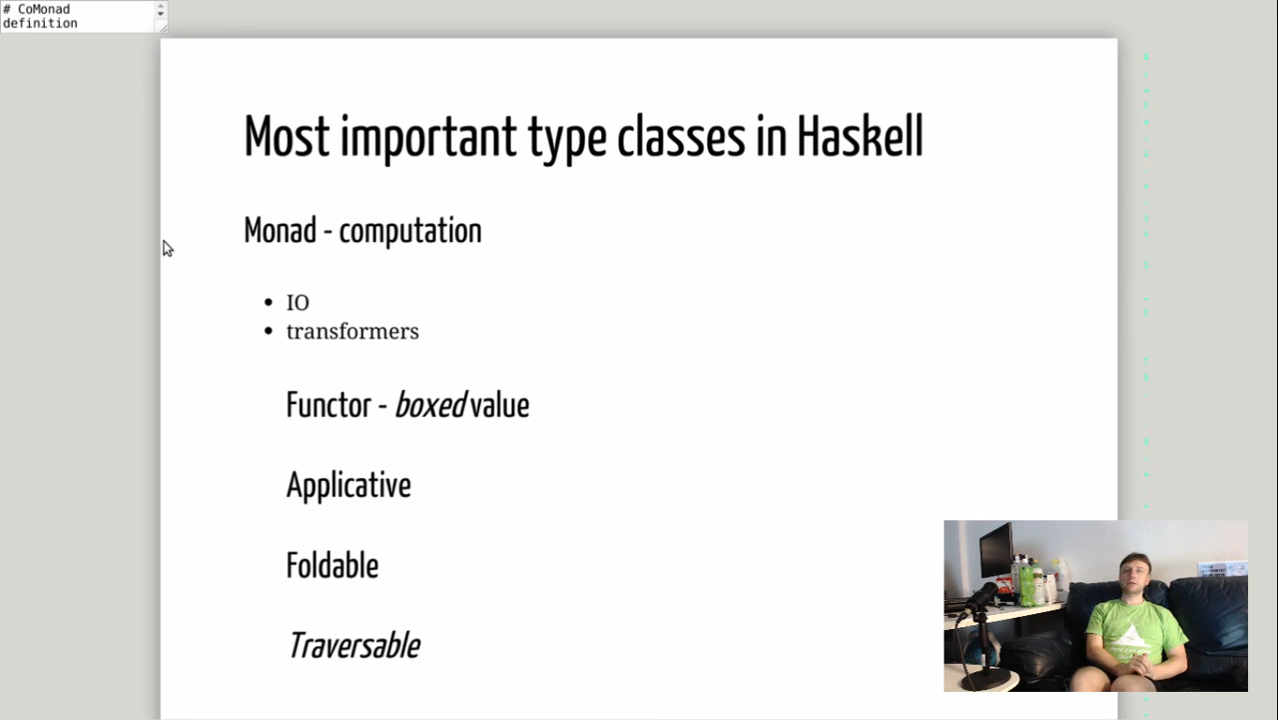 # CoMonad
definition
Most important type classes in Haskell
Monad - computation
IO
transformers
Functor - boxed value
Applicative
Foldable
Traversable